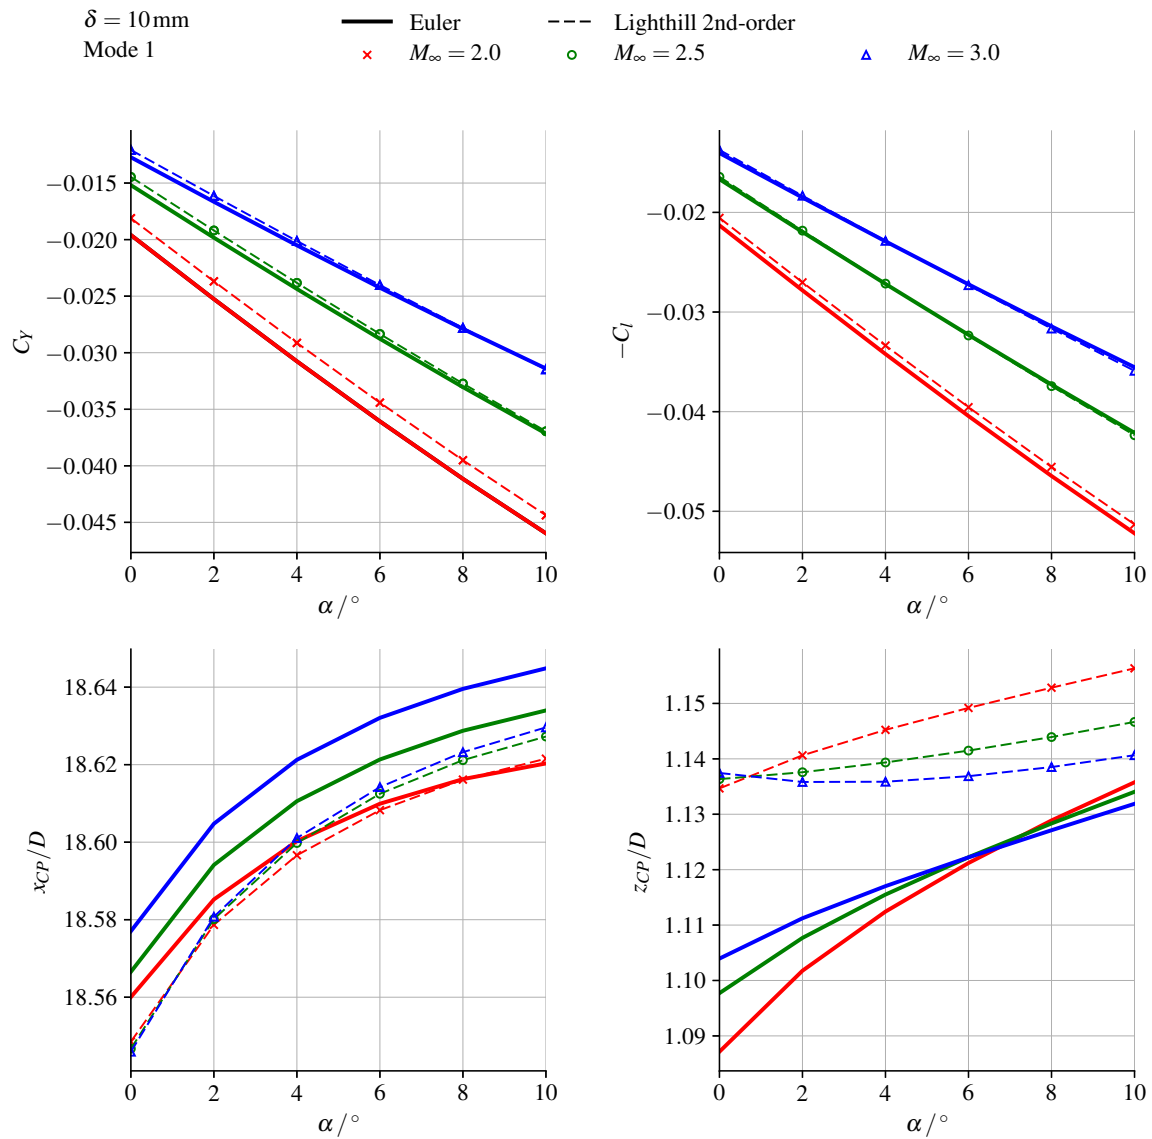 δ = 10 mm Euler Lighthill 2nd-order
Mode 1 M∞ = 2.0 M∞ = 2.5 M∞ = 3.0
−0.015
−0.020
−0.025
−0.030
−0.035
−0.040
−0.045
C_Y
0 2 4 6 8 10
α/°
−0.02
−0.03
−0.04
−0.05
−C_l
0 2 4 6 8 10
α/°
18.64
18.62
18.60
18.58
18.56
x_CP/D
0 2 4 6 8 10
α/°
1.15
1.14
1.13
1.12
1.11
1.10
1.09
z_CP/D
0 2 4 6 8 10
α/°